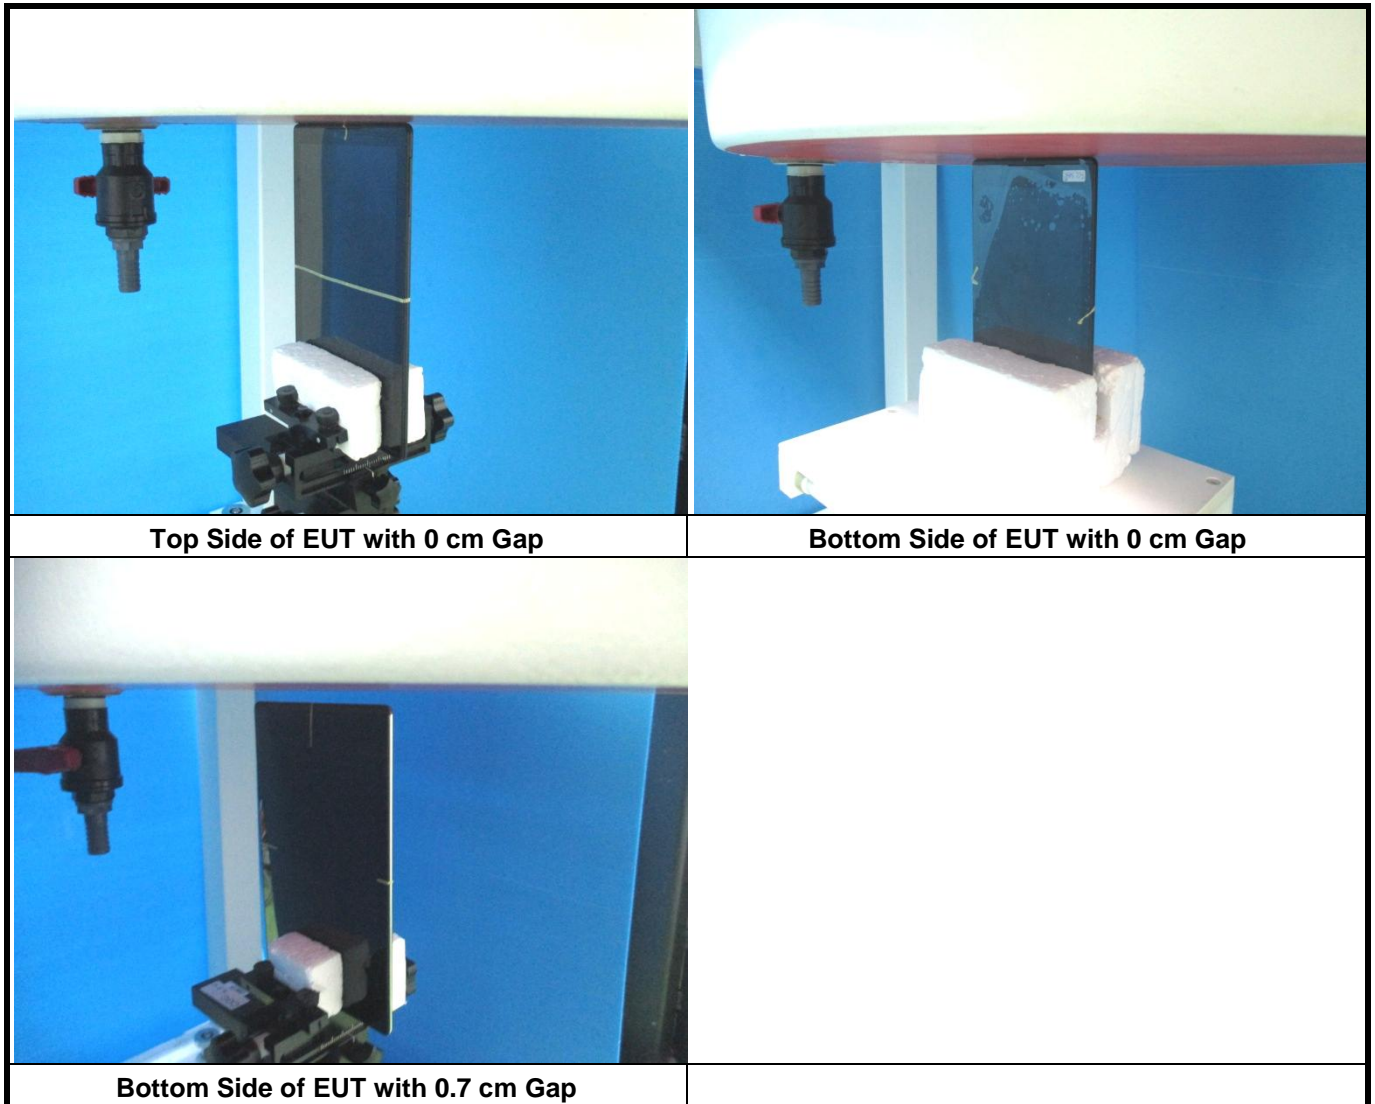 Top Side of EUT with 0 cm Gap
Bottom Side of EUT with 0 cm Gap
Bottom Side of EUT with 0.7 cm Gap